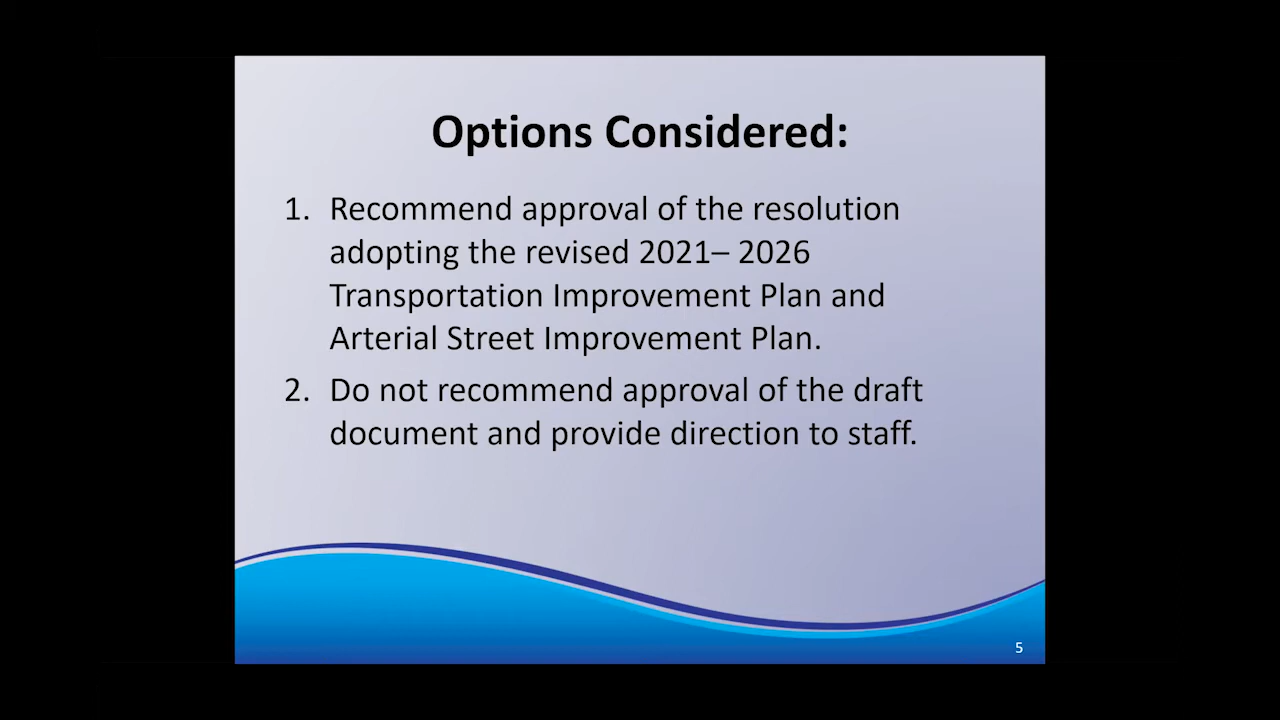 Options Considered:
1. Recommend approval of the resolution
adopting the revised 2021– 2026
Transportation Improvement Plan and
Arterial Street Improvement Plan.
2. Do not recommend approval of the draft
document and provide direction to staff.
5